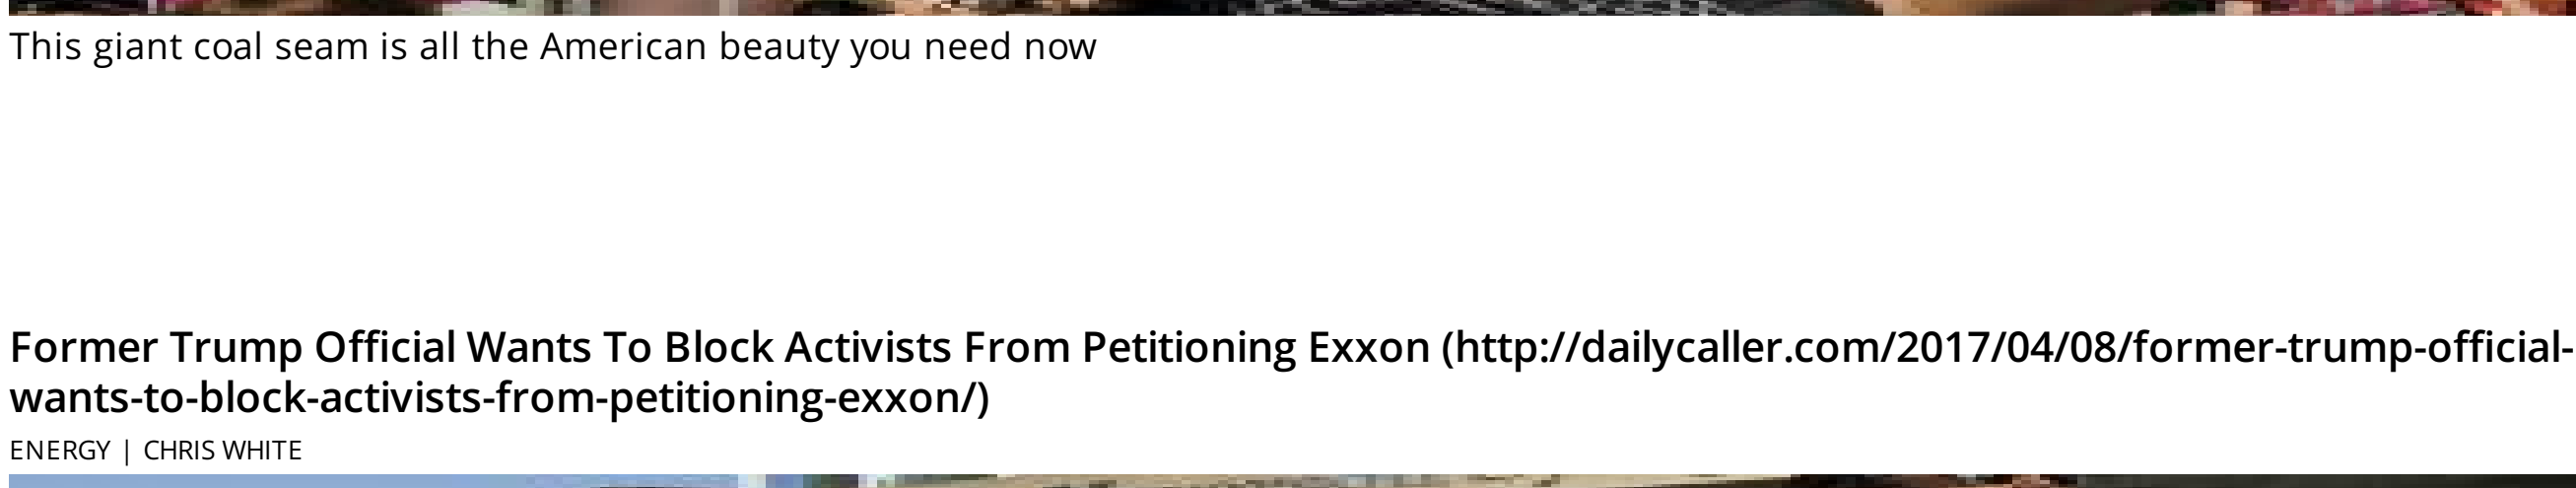 This giant coal seam is all the American beauty you need now
Former Trump Official Wants To Block Activists From Petitioning Exxon (http://dailycaller.com/2017/04/08/former-trump-official-
wants-to-block-activists-from-petitioning-exxon/)
ENERGY | CHRIS WHITE